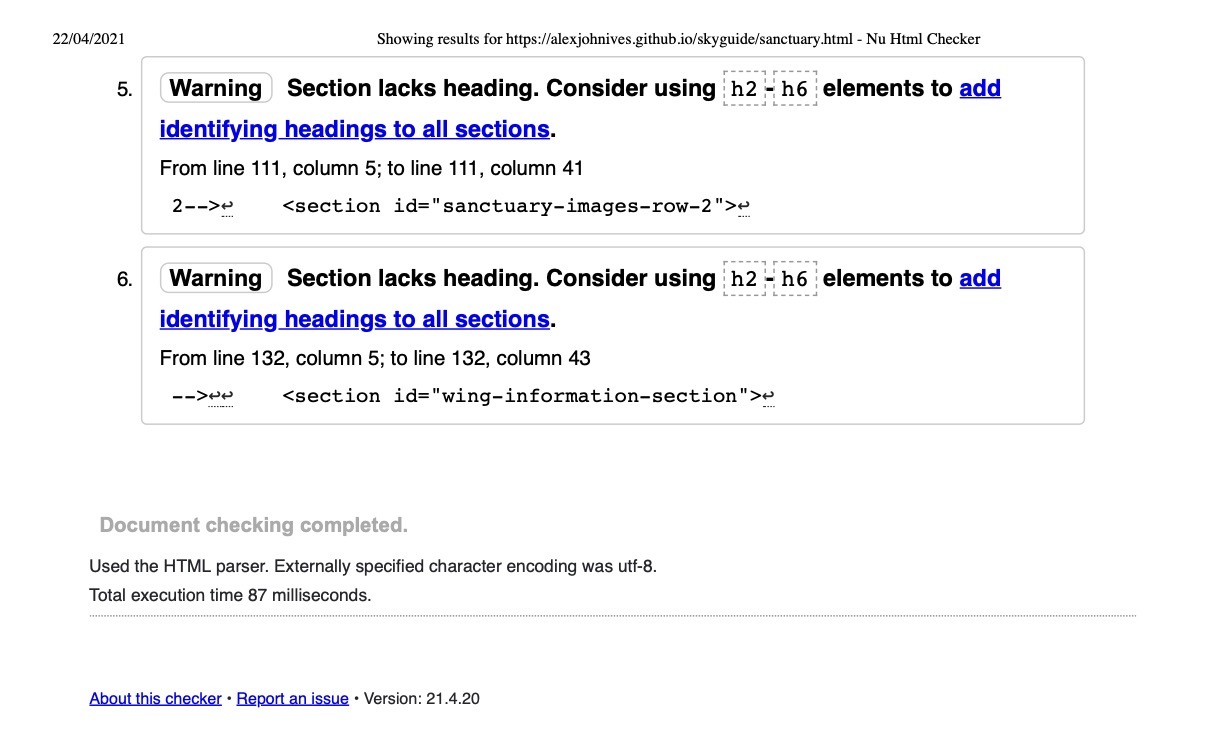 22/04/2021 Showing results for https://alexjohnives.github.io/skyguide/sanctuary.html - Nu Html Checker
5. Warning Section lacks heading. Consider using h2-h6 elements to add
identifying headings to all sections.
From line 111, column 5; to line 111, column 41
2-->↩ <section id="sanctuary-images-row-2">↩
6. Warning Section lacks heading. Consider using h2-h6 elements to add
identifying headings to all sections.
From line 132, column 5; to line 132, column 43
-->↩↩ <section id="wing-information-section">↩
Document checking completed.
Used the HTML parser. Externally specified character encoding was utf-8.
Total execution time 87 milliseconds.
About this checker • Report an issue • Version: 21.4.20